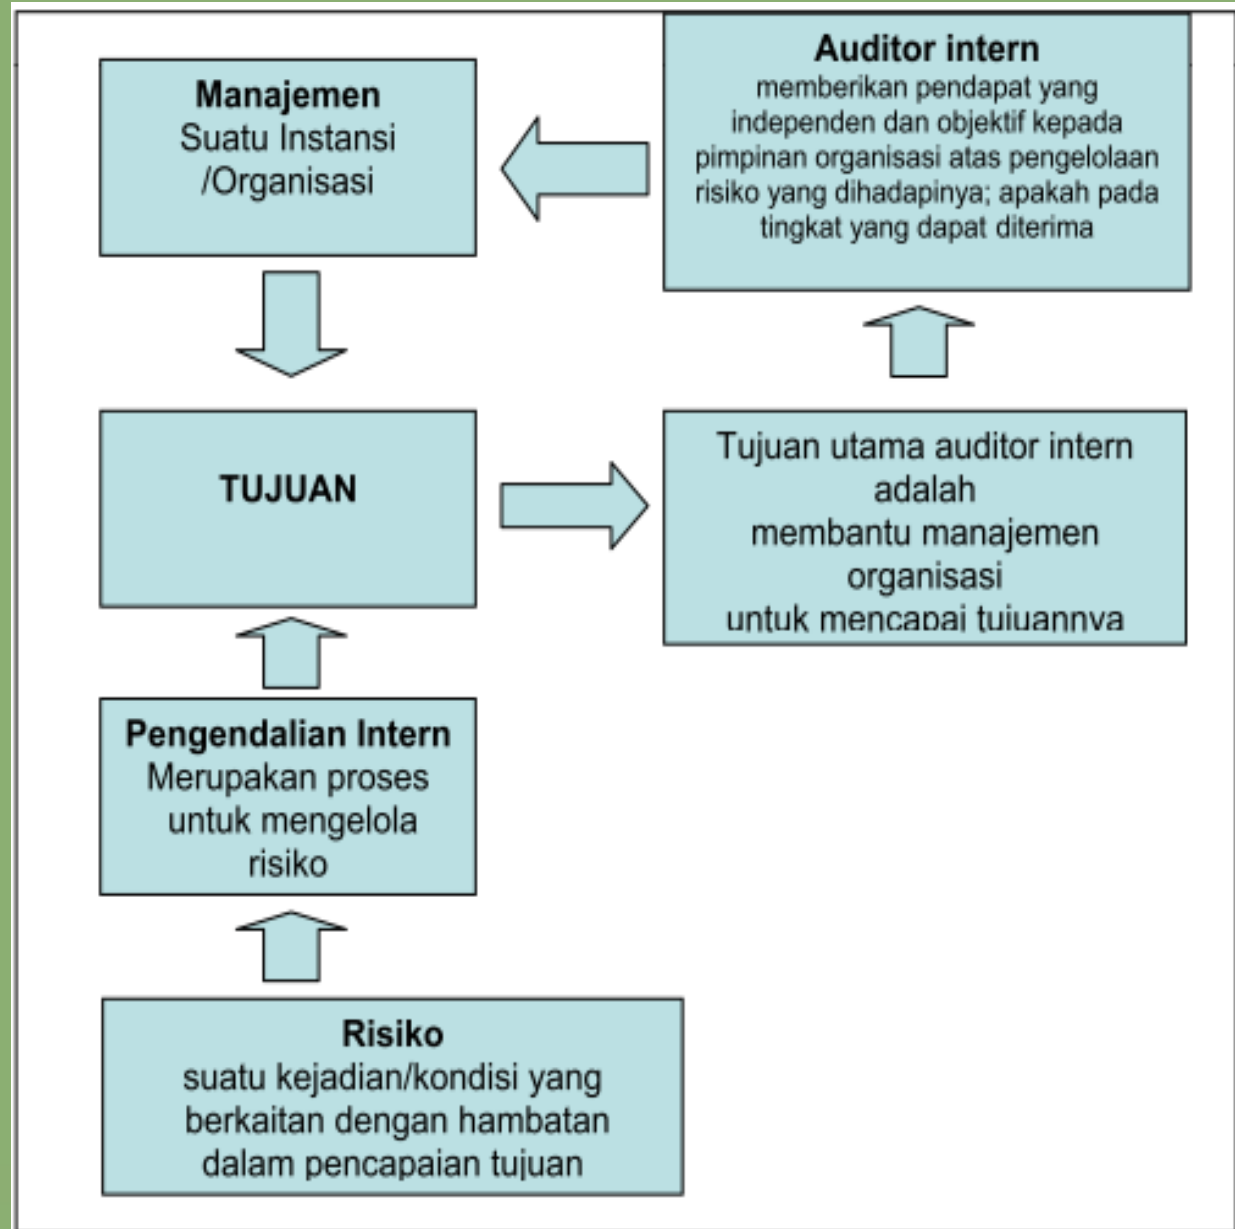 Manajemen
Suatu Instansi
/Organisasi
Auditor intern
memberikan pendapat yang
independen dan objektif kepada
pimpinan organisasi atas pengelolaan
risiko yang dihadapinya; apakah pada
tingkat yang dapat diterima
TUJUAN
Tujuan utama auditor intern
adalah
membantu manajemen
organisasi
untuk mencapai tujuannya
Pengendalian Intern
Merupakan proses
untuk mengelola
risiko
Risiko
suatu kejadian/kondisi yang
berkaitan dengan hambatan
dalam pencapaian tujuan